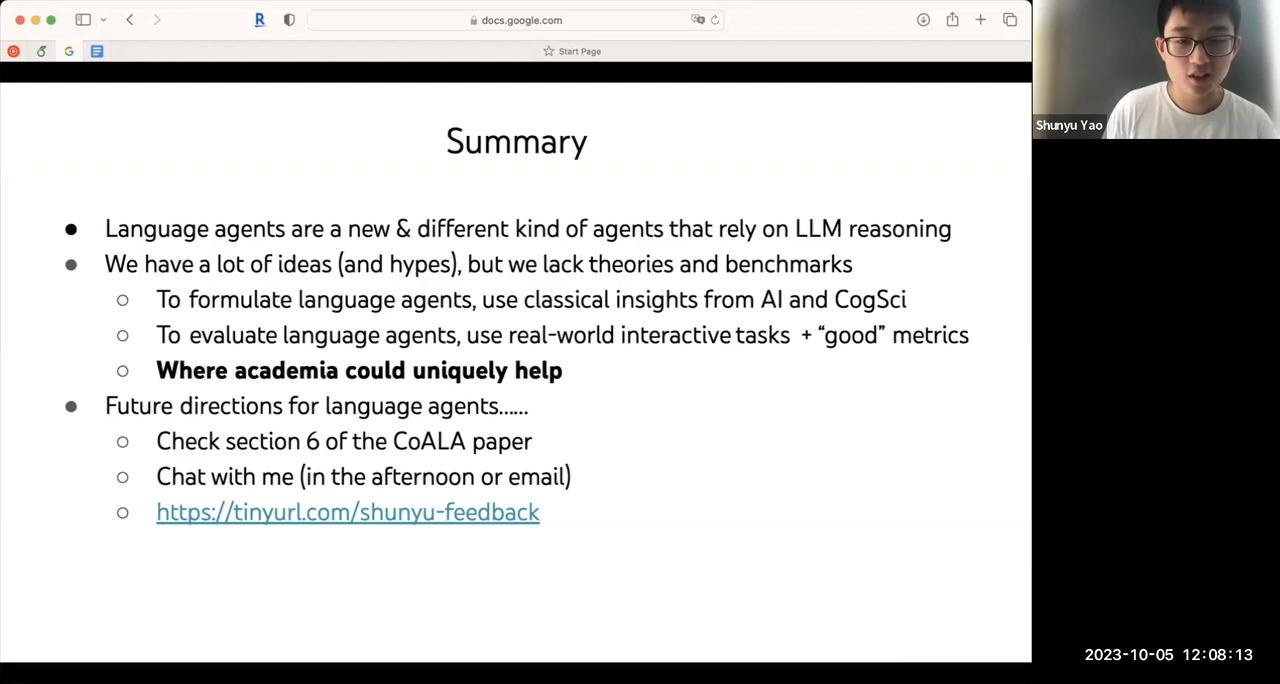 docs.google.com
Start Page
Shunyu Yao
Summary
● Language agents are a new & different kind of agents that rely on LLM reasoning
● We have a lot of ideas (and hypes), but we lack theories and benchmarks
○ To formulate language agents, use classical insights from AI and CogSci
○ To evaluate language agents, use real-world interactive tasks + “good” metrics
○ Where academia could uniquely help
● Future directions for language agents......
○ Check section 6 of the CoALA paper
○ Chat with me (in the afternoon or email)
○ https://tinyurl.com/shunyu-feedback
2023-10-05 12:08:13